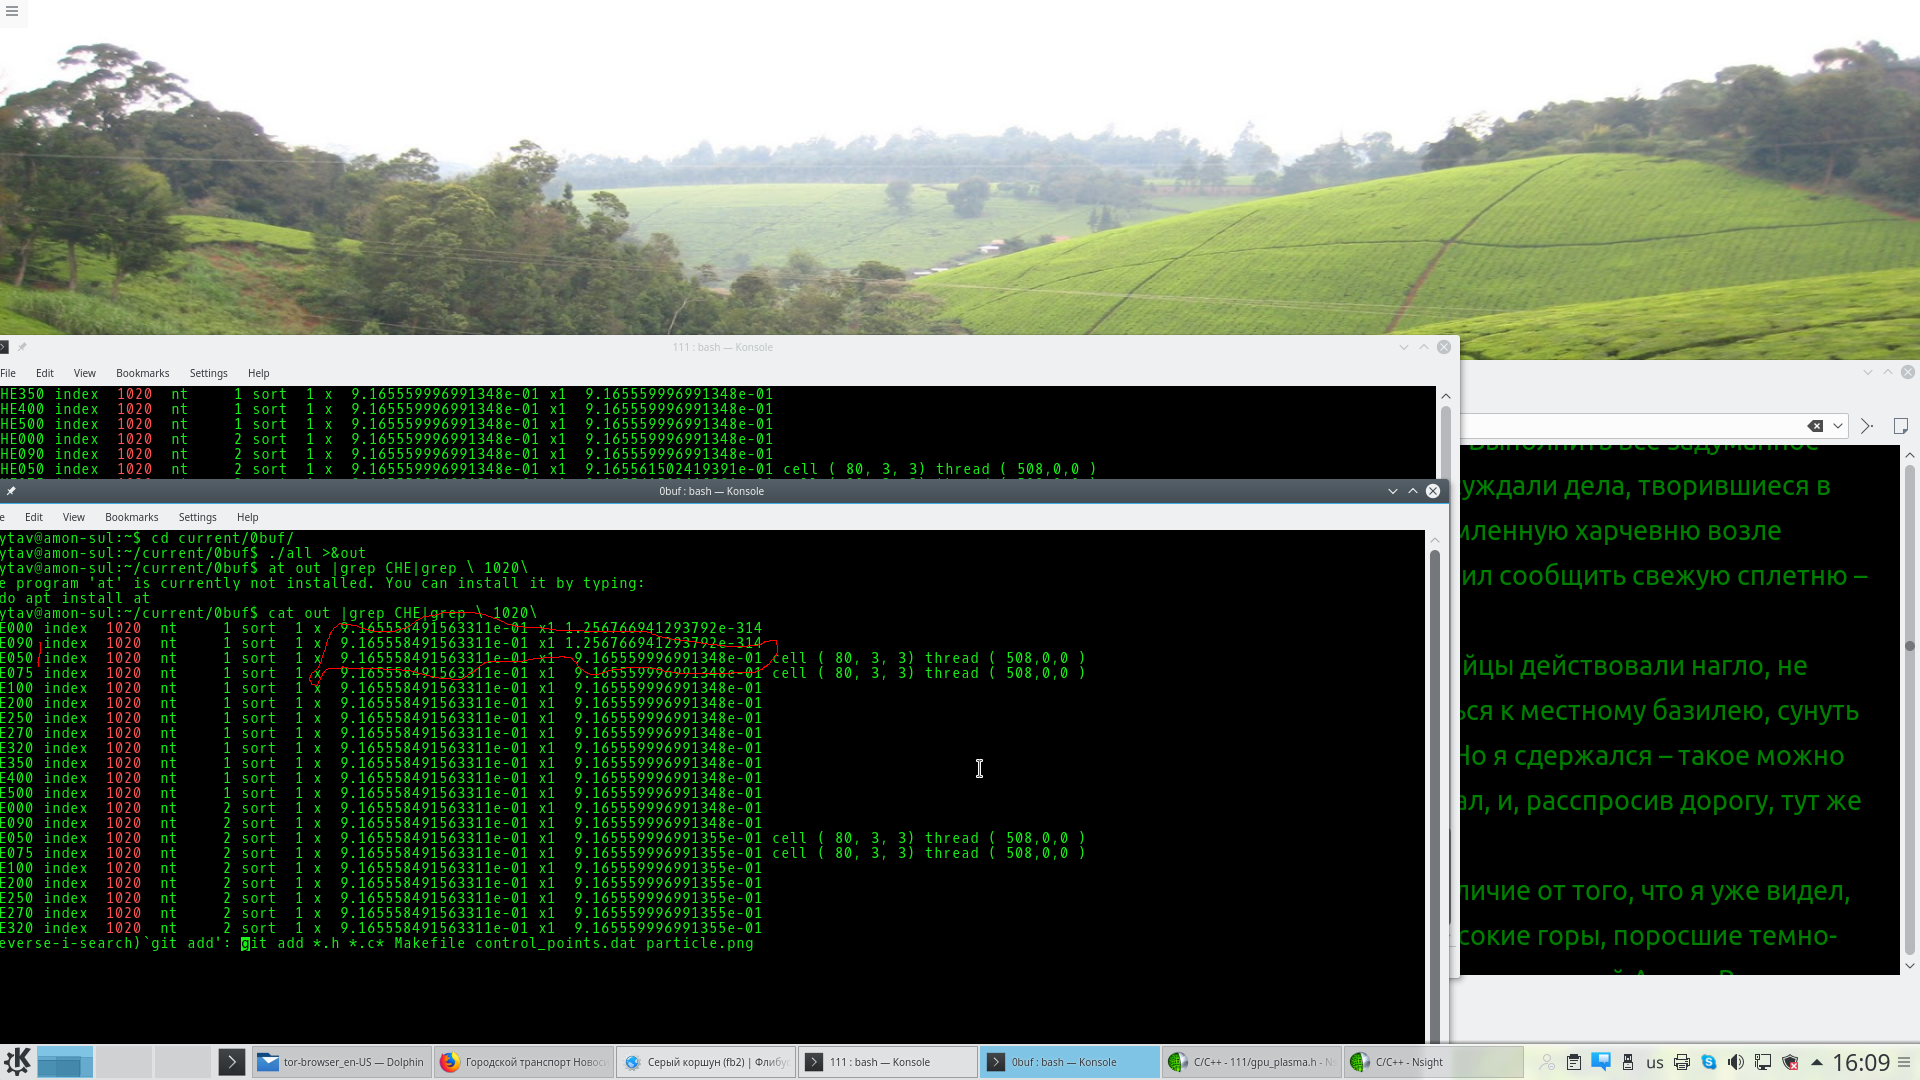 111 : bash — Konsole
File Edit View Bookmarks Settings Help
HE350 index 1020 nt 1 sort 1 x 9.165559996991348e-01 x1 9.165559996991348e-01
HE400 index 1020 nt 1 sort 1 x 9.165559996991348e-01 x1 9.165559996991348e-01
HE500 index 1020 nt 1 sort 1 x 9.165559996991348e-01 x1 9.165559996991348e-01
HE000 index 1020 nt 2 sort 1 x 9.165559996991348e-01 x1 9.165559996991348e-01
HE090 index 1020 nt 2 sort 1 x 9.165559996991348e-01 x1 9.165559996991348e-01
HE050 index 1020 nt 2 sort 1 x 9.165559996991348e-01 x1 9.165561502419391e-01 cell ( 80, 3, 3) thread ( 508,0,0 )
0buf : bash — Konsole
e Edit View Bookmarks Settings Help
ytav@amon-sul:~$ cd current/0buf/
ytav@amon-sul:~/current/0buf$ ./all >&out
ytav@amon-sul:~/current/0buf$ at out |grep CHE|grep \ 1020\
e program 'at' is currently not installed. You can install it by typing:
do apt install at
ytav@amon-sul:~/current/0buf$ cat out |grep CHE|grep \ 1020\
E000 index 1020 nt 1 sort 1 x 9.165558491563311e-01 x1 1.256766941293792e-314
E090 index 1020 nt 1 sort 1 x 9.165558491563311e-01 x1 1.256766941293792e-314
E050 index 1020 nt 1 sort 1 x 9.165558491563311e-01 x1 9.165559996991348e-01 cell ( 80, 3, 3) thread ( 508,0,0 )
E075 index 1020 nt 1 sort 1 x 9.165558491563311e-01 x1 9.165559996991348e-01 cell ( 80, 3, 3) thread ( 508,0,0 )
E100 index 1020 nt 1 sort 1 x 9.165558491563311e-01 x1 9.165559996991348e-01
E200 index 1020 nt 1 sort 1 x 9.165558491563311e-01 x1 9.165559996991348e-01
E250 index 1020 nt 1 sort 1 x 9.165558491563311e-01 x1 9.165559996991348e-01
E270 index 1020 nt 1 sort 1 x 9.165558491563311e-01 x1 9.165559996991348e-01
E320 index 1020 nt 1 sort 1 x 9.165558491563311e-01 x1 9.165559996991348e-01
E350 index 1020 nt 1 sort 1 x 9.165558491563311e-01 x1 9.165559996991348e-01
E400 index 1020 nt 1 sort 1 x 9.165558491563311e-01 x1 9.165559996991348e-01
E500 index 1020 nt 1 sort 1 x 9.165558491563311e-01 x1 9.165559996991348e-01
E000 index 1020 nt 2 sort 1 x 9.165558491563311e-01 x1 9.165559996991348e-01
E090 index 1020 nt 2 sort 1 x 9.165558491563311e-01 x1 9.165559996991348e-01
E050 index 1020 nt 2 sort 1 x 9.165558491563311e-01 x1 9.165559996991355e-01 cell ( 80, 3, 3) thread ( 508,0,0 )
E075 index 1020 nt 2 sort 1 x 9.165558491563311e-01 x1 9.165559996991355e-01 cell ( 80, 3, 3) thread ( 508,0,0 )
E100 index 1020 nt 2 sort 1 x 9.165558491563311e-01 x1 9.165559996991355e-01
E200 index 1020 nt 2 sort 1 x 9.165558491563311e-01 x1 9.165559996991355e-01
E250 index 1020 nt 2 sort 1 x 9.165558491563311e-01 x1 9.165559996991355e-01
E270 index 1020 nt 2 sort 1 x 9.165558491563311e-01 x1 9.165559996991355e-01
E320 index 1020 nt 2 sort 1 x 9.165558491563311e-01 x1 9.165559996991355e-01
everse-i-search)`git add': git add *.h *.c* Makefile control_points.dat particle.png
выполнить все задуманное
уждали дела, творившиеся в
мленную харчевню возле
ил сообщить свежую сплетню –
йцы действовали нагло, не
ься к местному базилею, сунуть
Но я сдержался – такое можно
ал, и, расспросив дорогу, тут же
личие от того, что я уже видел,
сокие горы, поросшие темно-
tor-browser_en-US — Dolphin
Городской транспорт Новоси
Серый коршун (fb2) | Флибус
111 : bash — Konsole
0buf : bash — Konsole
C/C++ - 111/gpu_plasma.h - Ns
C/C++ - Nsight
us
16:09